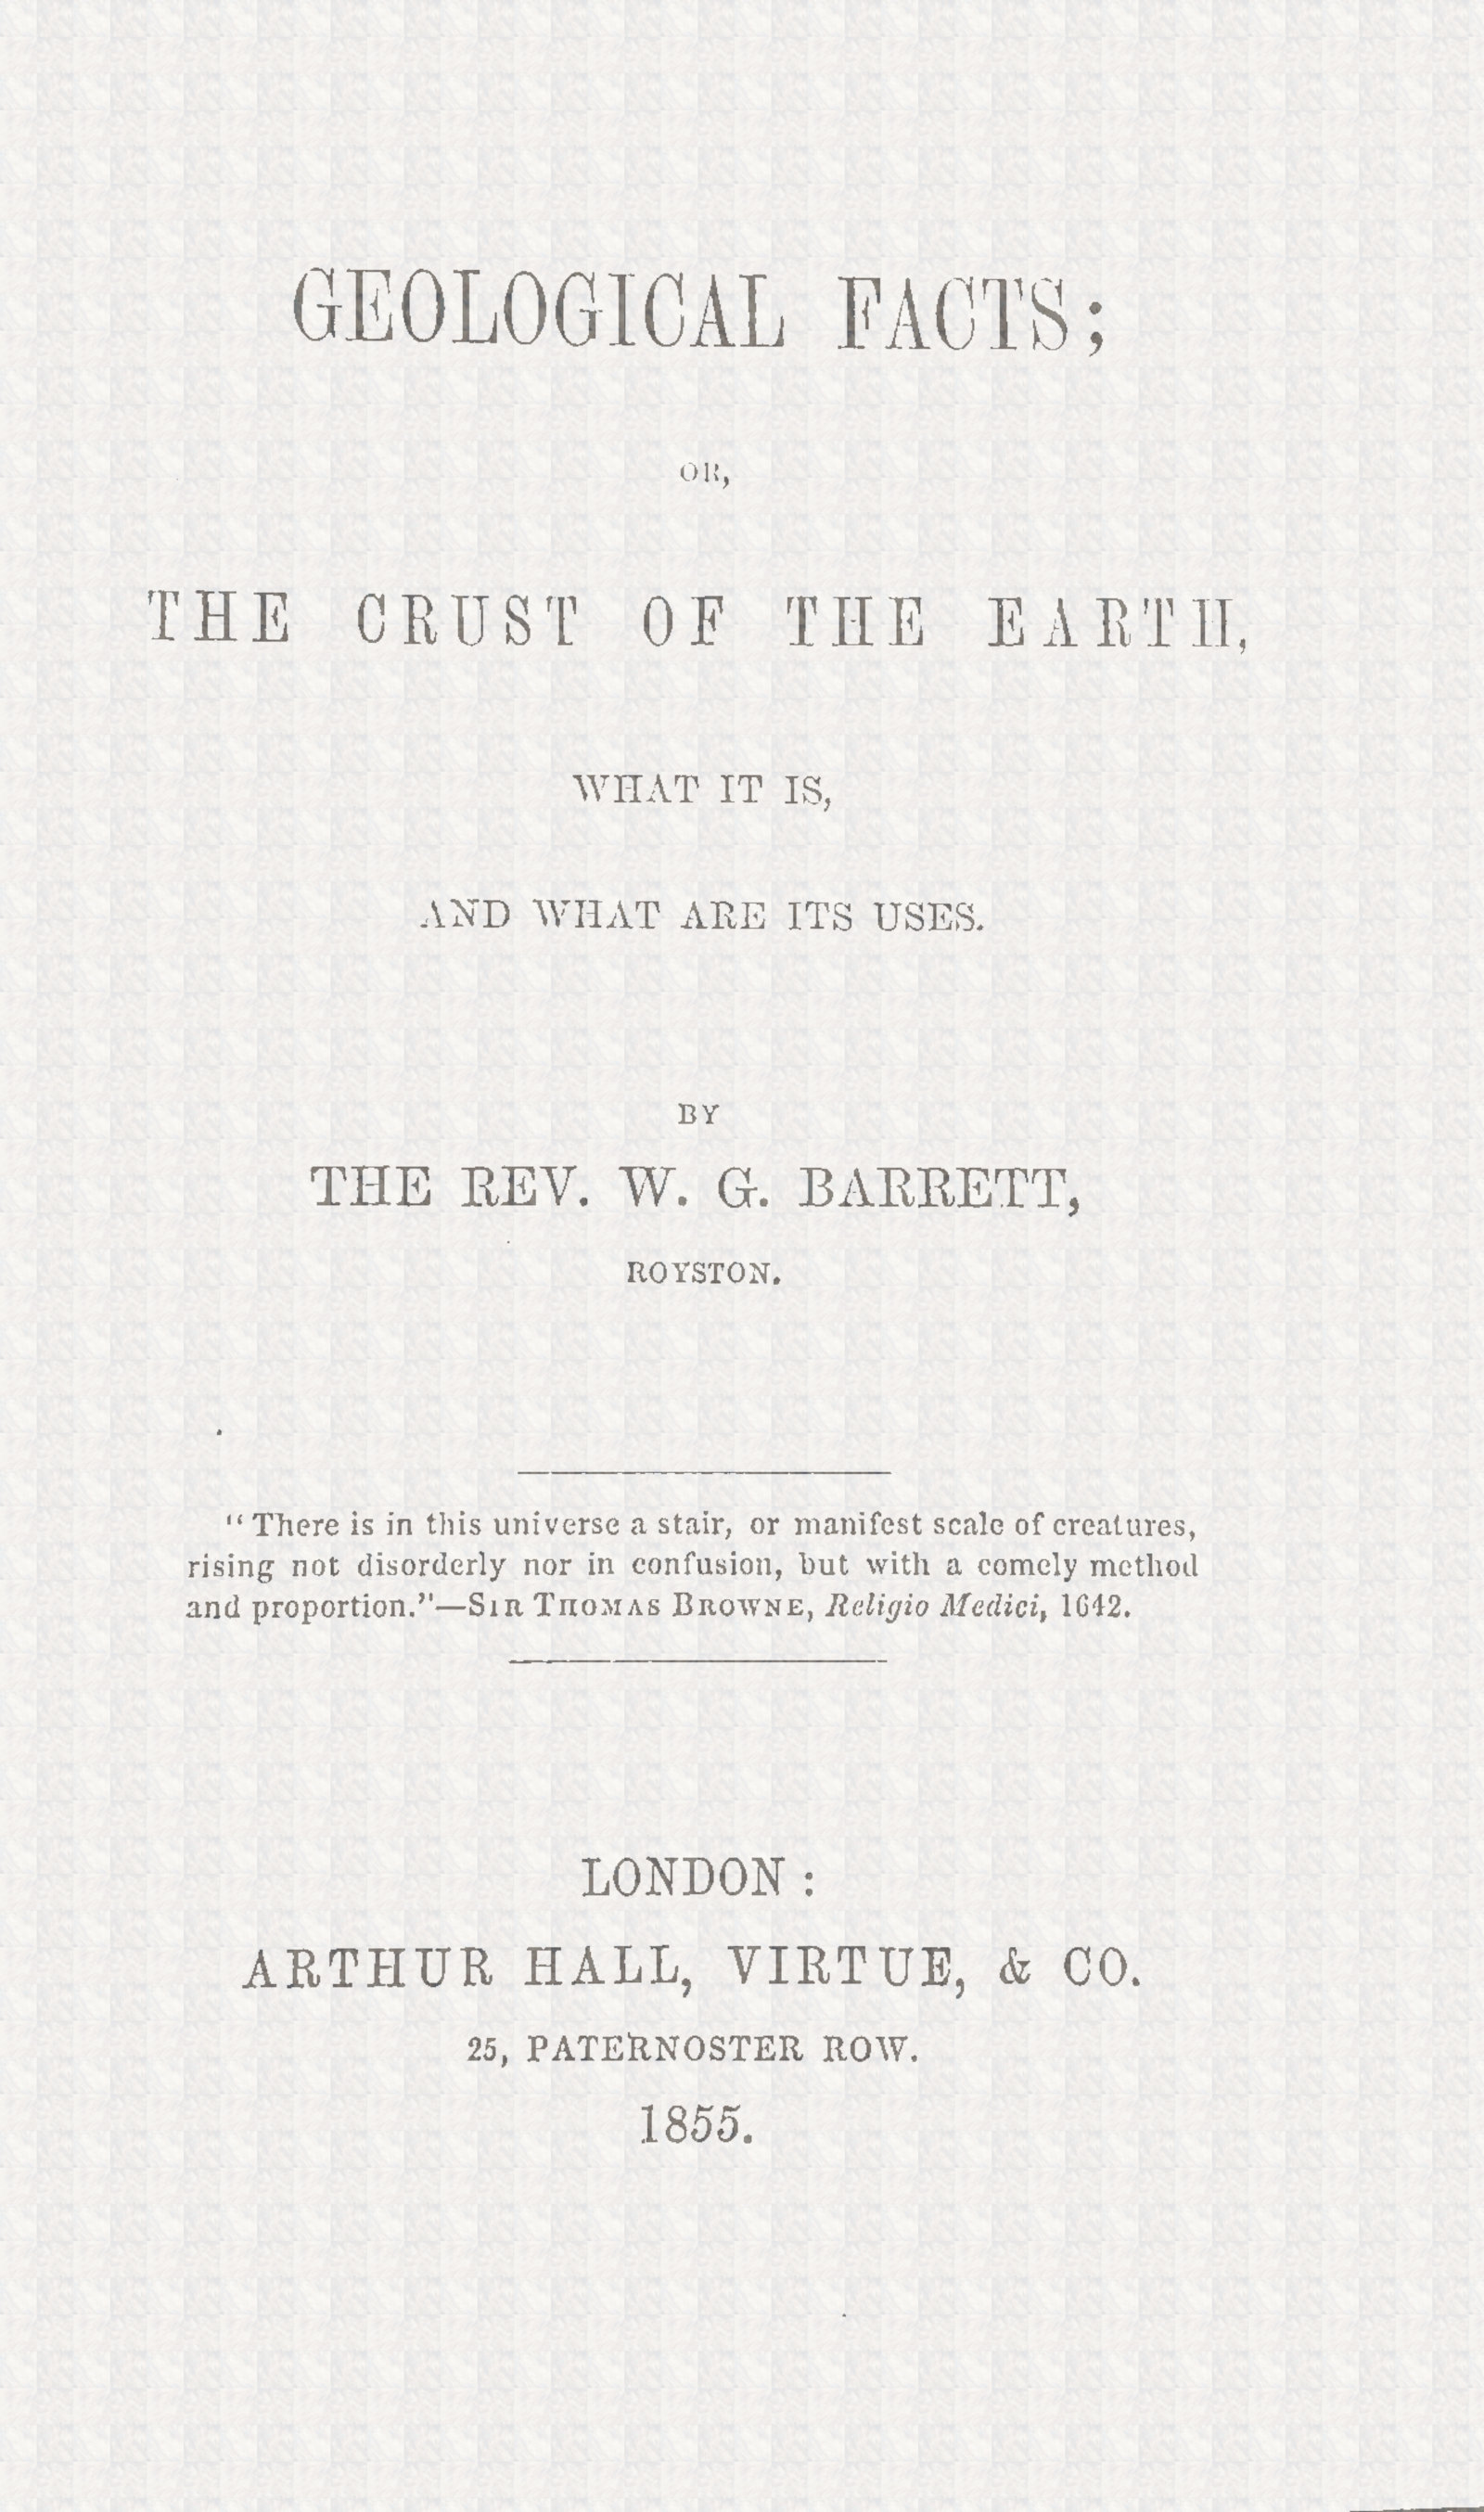 GEOLOGICAL FACTS;
OR,
THE CRUST OF THE EARTH,
WHAT IT IS,
AND WHAT ARE ITS USES.
BY
THE REV. W. G. BARRETT,
ROYSTON.
"There is in this universe a stair, or manifest scale of creatures,
rising not disorderly nor in confusion, but with a comely method
and proportion."—SIR THOMAS BROWNE, Religio Medici, 1642.
LONDON:
ARTHUR HALL, VIRTUE, & CO.
25, PATERNOSTER ROW.
1855.